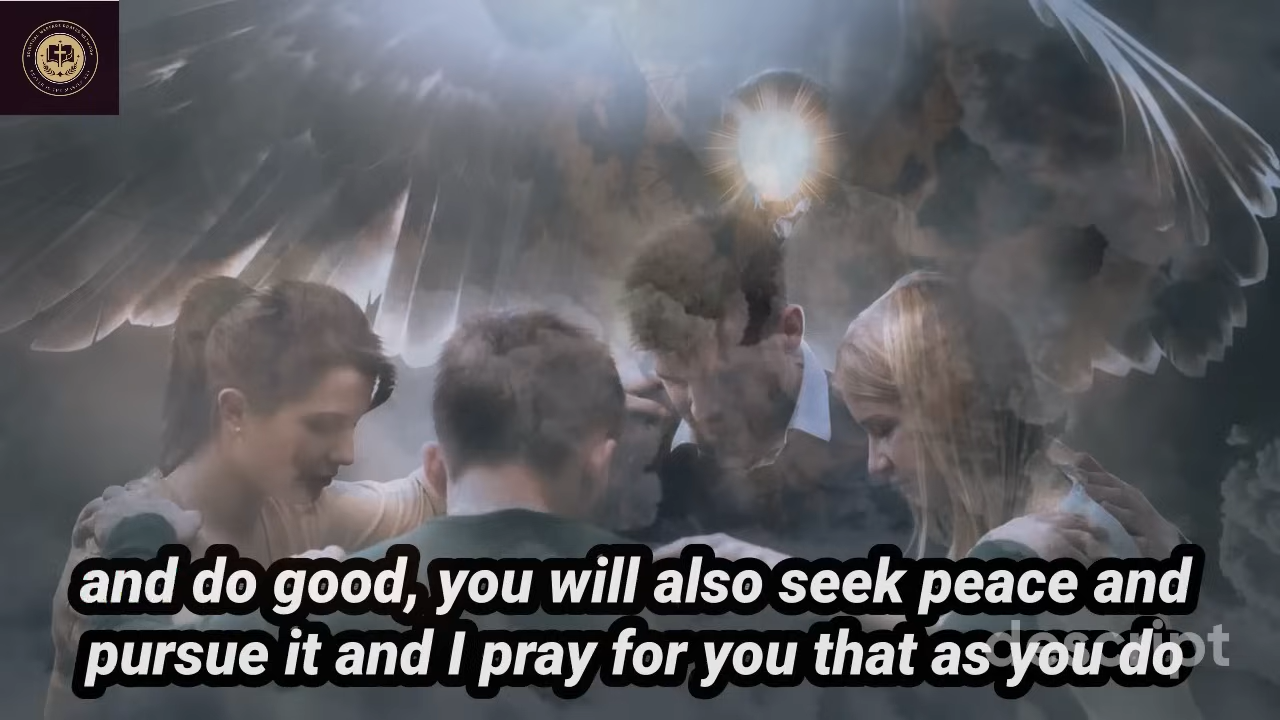 and do good, you will also seek peace and
pursue it and I pray for you that as you do
descript